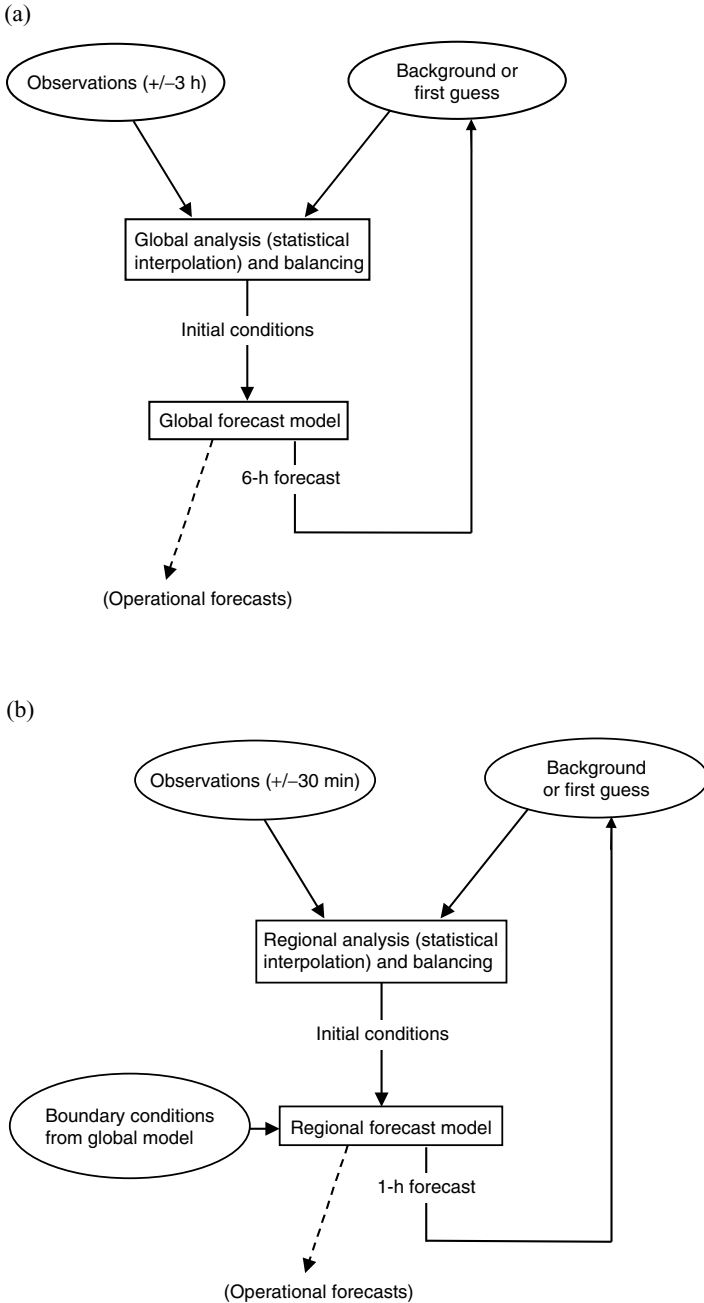 (a)
Observations (+/–3 h)
Background or
first guess
Global analysis (statistical
interpolation) and balancing
Initial conditions
Global forecast model
6-h forecast
(Operational forecasts)
(b)
Observations (+/–30 min)
Background
or first guess
Regional analysis (statistical
interpolation) and balancing
Initial conditions
Boundary conditions
from global model
Regional forecast model
1-h forecast
(Operational forecasts)